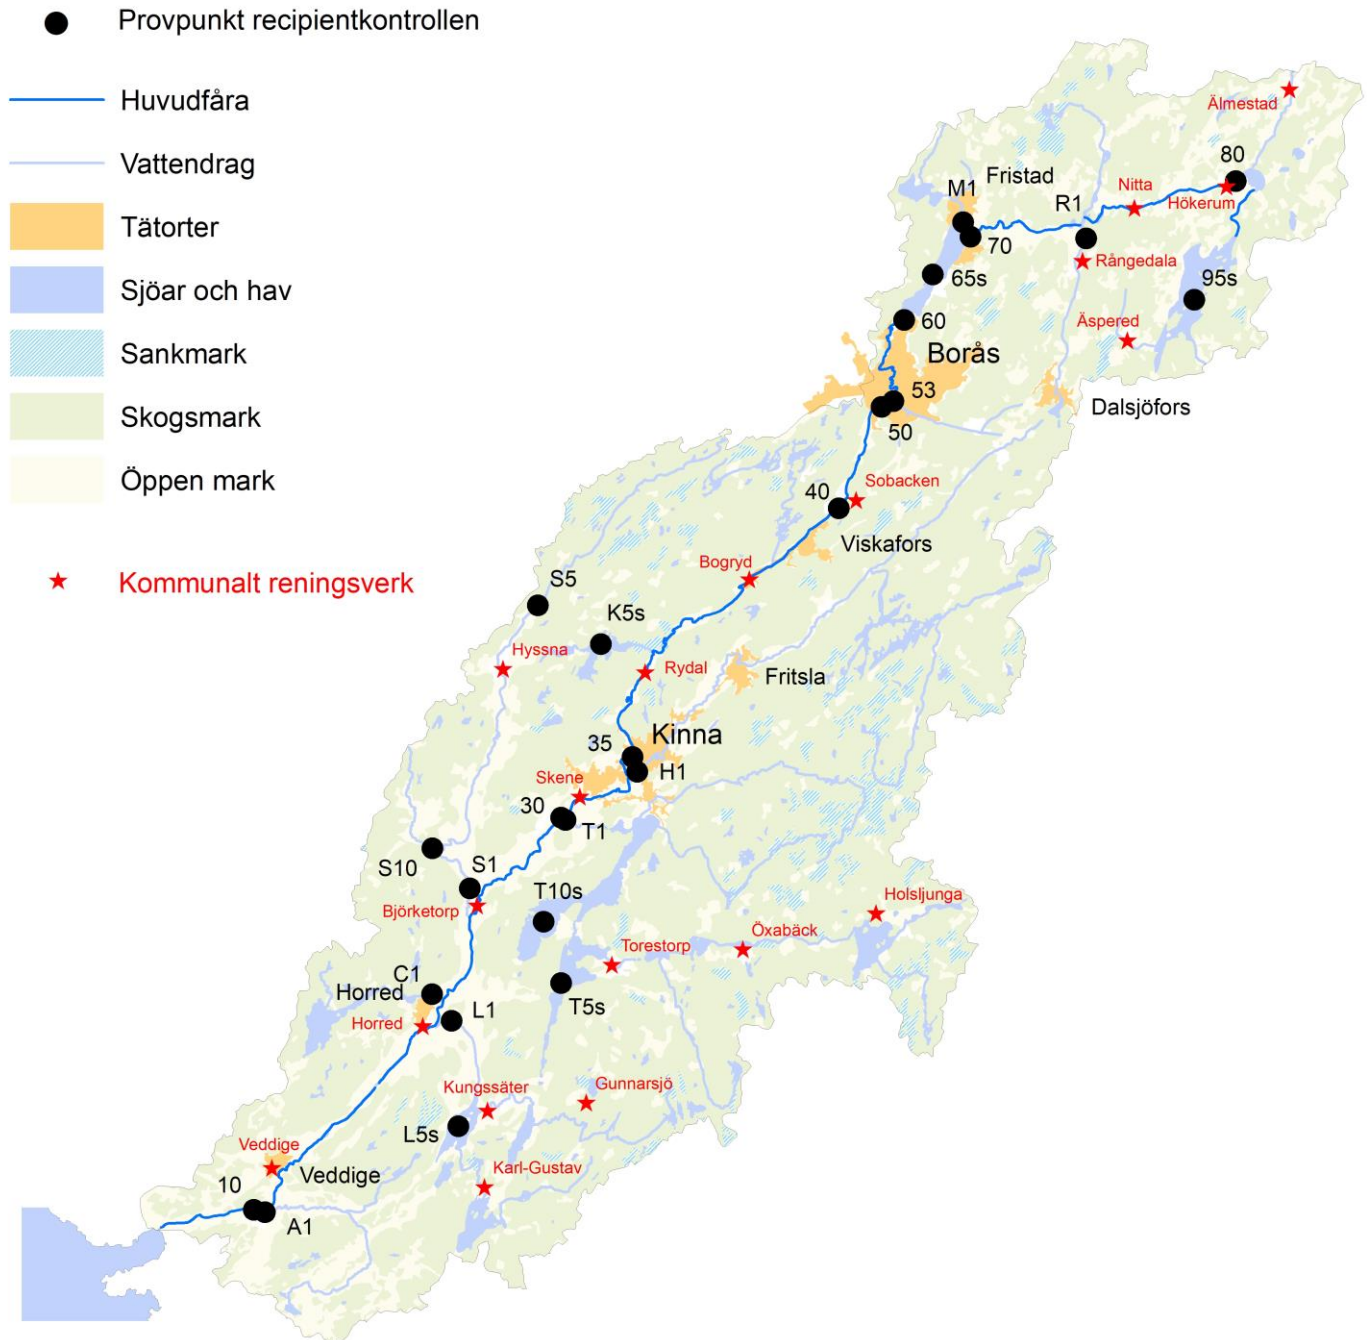 Provpunkt recipientkontrollen
Huvudfåra
Vattendrag
Tätorter
Sjöar och hav
Sankmark
Skogsmark
Öppen mark
Kommunalt reningsverk
Älmestad
80
Hökerum
Nitta
Fristad
M1
R1
70
Rångedala
65s
95s
60
Äspered
Borås
53
50
Dalsjöfors
Sobacken
40
Viskafors
Bogryd
S5
K5s
Hyssna
Rydal
Fritsla
Kinna
35
H1
Skene
30
T1
S10
S1
T10s
Björketorp
Holsljunga
Öxabäck
Torestorp
C1
Horred
T5s
L1
Horred
Kungssäter
Gunnarsjö
L5s
Veddige
Veddige
Karl-Gustav
10
A1